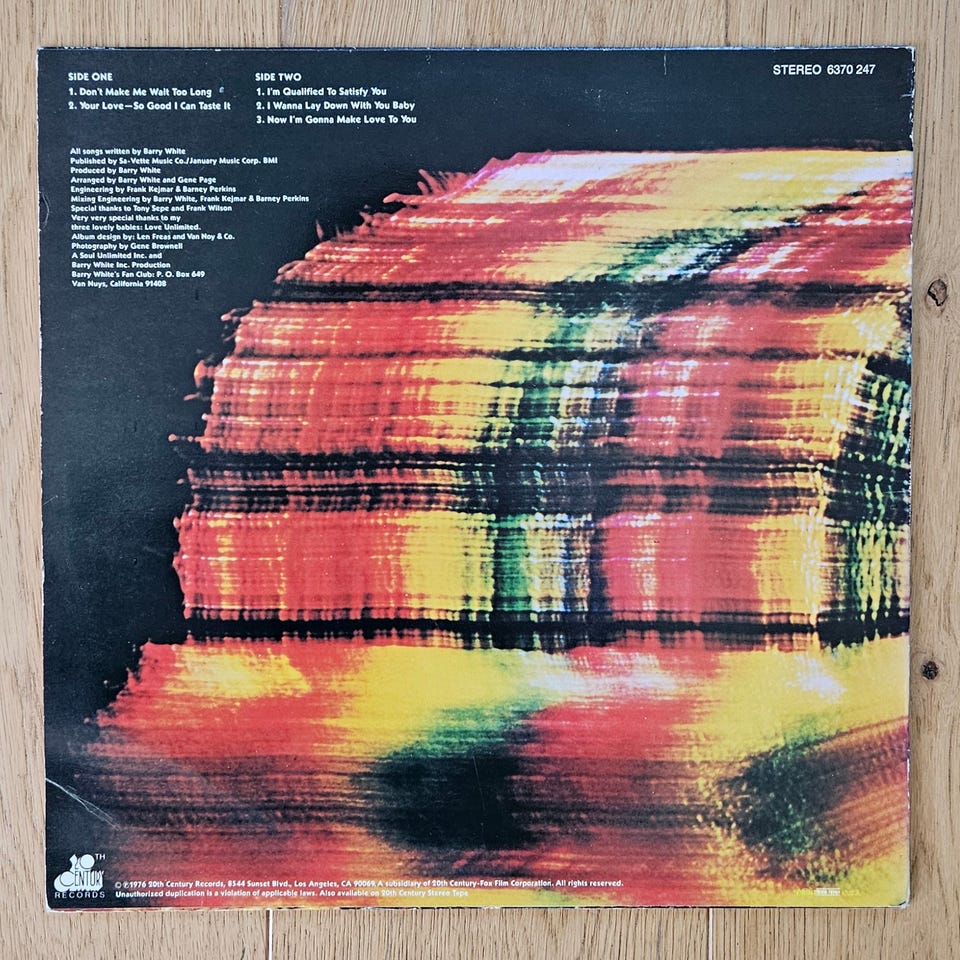 SIDE ONE
1. Don't Make Me Wait Too Long
2. Your Love—So Good I Can Taste It
SIDE TWO
1. I'm Qualified To Satisfy You
2. I Wanna Lay Down With You Baby
3. Now I'm Gonna Make Love To You
STEREO 6370 247
All songs written by Barry White
Published by Sa-Vette Music Co./January Music Corp. BMI
Produced by Barry White
Arranged by Barry White and Gene Page
Engineering by Frank Kejmar & Barney Perkins
Mixing Engineering by Barry White, Frank Kejmar & Barney Perkins
Special thanks to Tony Sepe and Frank Wilson
Very very special thanks to my
three lovely babies: Love Unlimited.
Album design by: Len Freas and Van Noy & Co.
Photography by Gene Brownell
A Soul Unlimited Inc. and
Barry White Inc. Production
Barry White's Fan Club: P. O. Box 649
Van Nuys, California 91408
20TH
CENTURY
RECORDS
©℗1976 20th Century Records, 8544 Sunset Blvd., Los Angeles, CA 90069, A subsidiary of 20th Century-Fox Film Corporation. All rights reserved.
Unauthorised duplication is a violation of applicable laws. Also available on 20th Century Stereo Tape